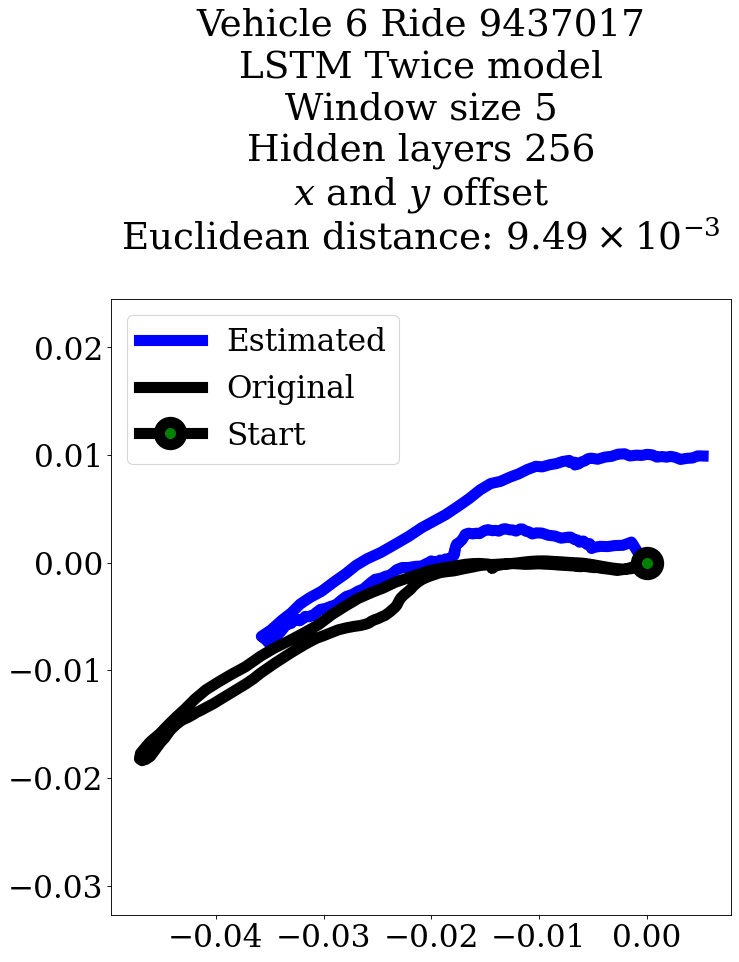 Vehicle 6 Ride 9437017
LSTM Twice model
Window size 5
Hidden layers 256
x and y offset
Euclidean distance: 9.49 × 10⁻³
Estimated
Original
Start
0.02
0.01
0.00
−0.01
−0.02
−0.03
−0.04 −0.03 −0.02 −0.01 0.00